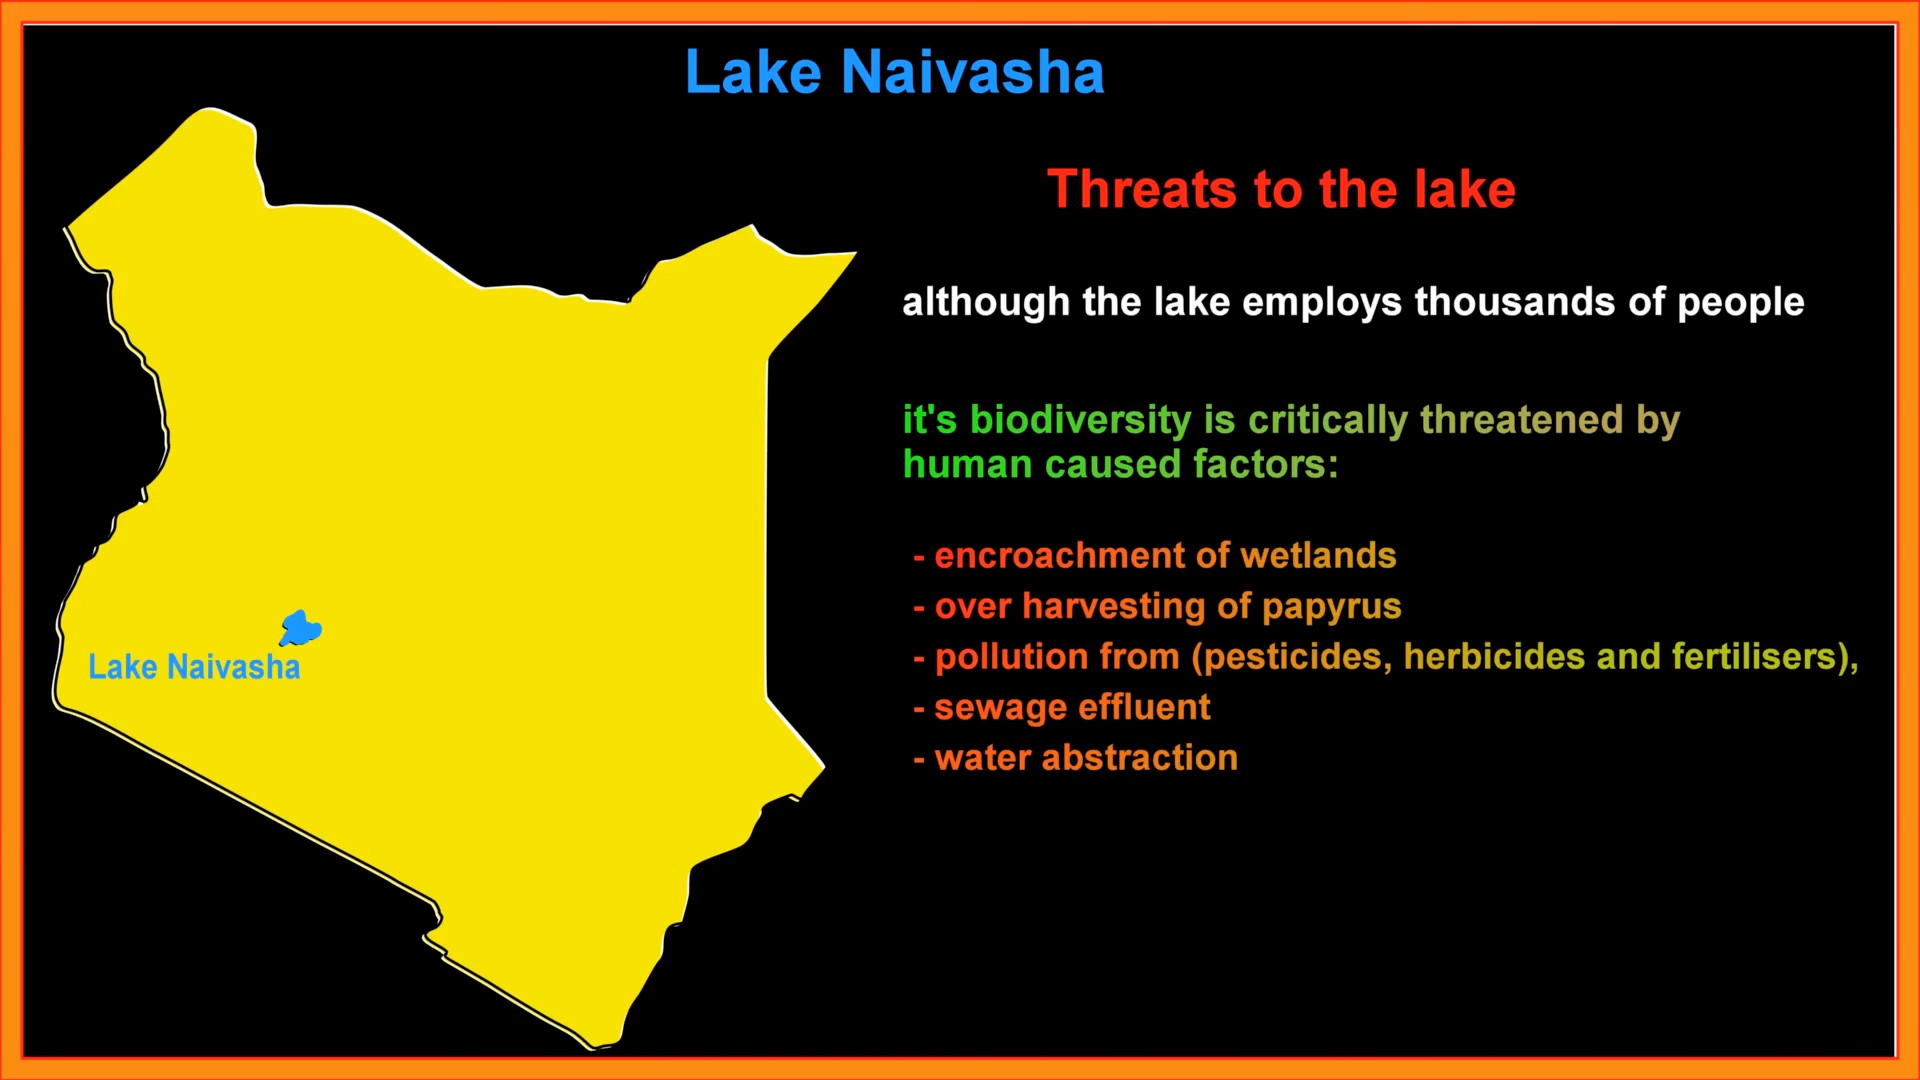 Lake Naivasha
Threats to the lake
although the lake employs thousands of people
it's biodiversity is critically threatened by
human caused factors:
- encroachment of wetlands
- over harvesting of papyrus
- pollution from (pesticides, herbicides and fertilisers),
- sewage effluent
- water abstraction
Lake Naivasha